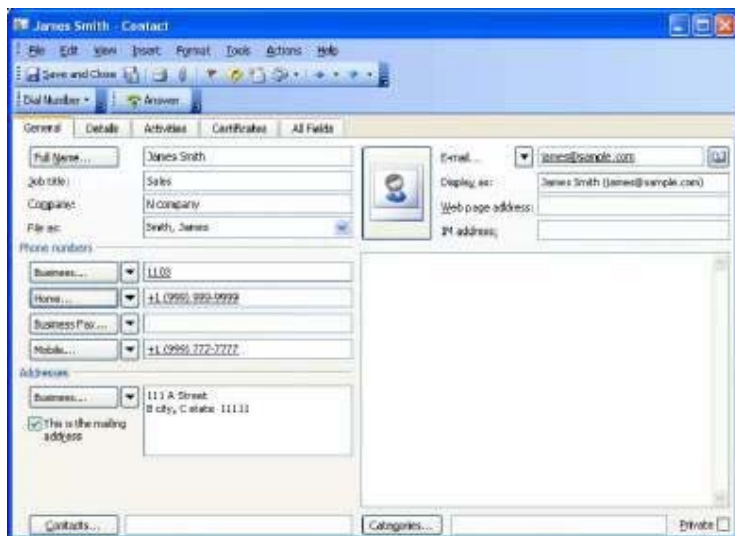 James Smith - Contact
File Edit View Insert Format Tools Actions Help
Save and Close
Dial Number Answer
General Details Activities Certificates All Fields
Full Name... James Smith
Job title: Sales
Company: N company
File as: Smith, James
E-mail... james@sample.com
Display as: James Smith (james@sample.com)
Web page address:
IM address:
Phone numbers
Business... 1103
Home... +1 (999) 999-9999
Business Fax...
Mobile... +1 (999) 777-7777
Addresses
Business... 111 A Street
B city, C state 11111
This is the mailing
address
Contacts... Categories... Private